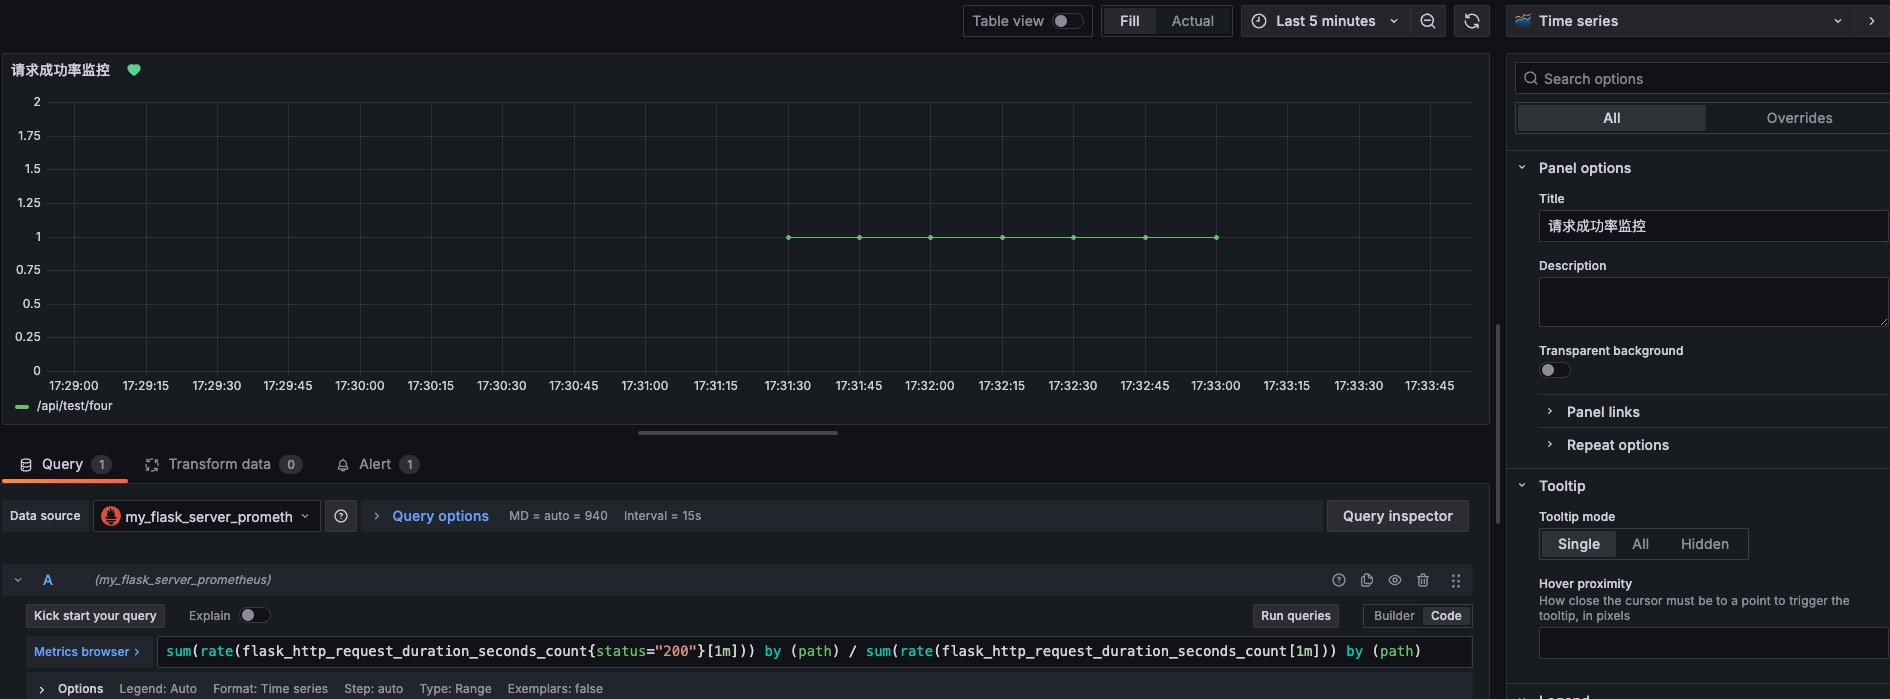 Table view Fill Actual Last 5 minutes Time series
请求成功率监控
Search options
2
All Overrides
1.75
1.5
Panel options
Title
1.25
请求成功率监控
1
Description
0.75
0.5
0.25
Transparent background
0
17:29:00 17:29:15 17:29:30 17:29:45 17:30:00 17:30:15 17:30:30 17:30:45 17:31:00 17:31:15 17:31:30 17:31:45 17:32:00 17:32:15 17:32:30 17:32:45 17:33:00 17:33:15 17:33:30 17:33:45
/api/test/four
Panel links
Repeat options
Query 1 Transform data 0 Alert 1
Tooltip
Data source my_flask_server_prometh Query options MD = auto = 940 Interval = 15s Query inspector
Tooltip mode
Single All Hidden
A (my_flask_server_prometheus)
Hover proximity
How close the cursor must be to a point to trigger the
tooltip, in pixels
Kick start your query Explain Run queries Builder Code
Metrics browser > sum(rate(flask_http_request_duration_seconds_count{status="200"}[1m])) by (path) / sum(rate(flask_http_request_duration_seconds_count[1m])) by (path)
Options Legend: Auto Format: Time series Step: auto Type: Range Exemplars: false
Legend